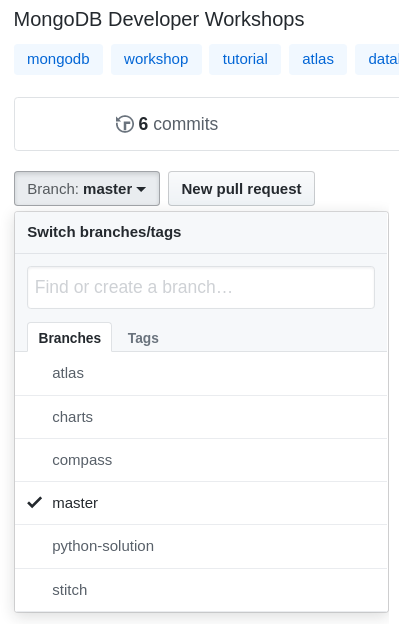 MongoDB Developer Workshops
mongodb workshop tutorial atlas
6 commits
Branch: master New pull request
Switch branches/tags
Find or create a branch…
Branches Tags
atlas
charts
compass
master
python-solution
stitch